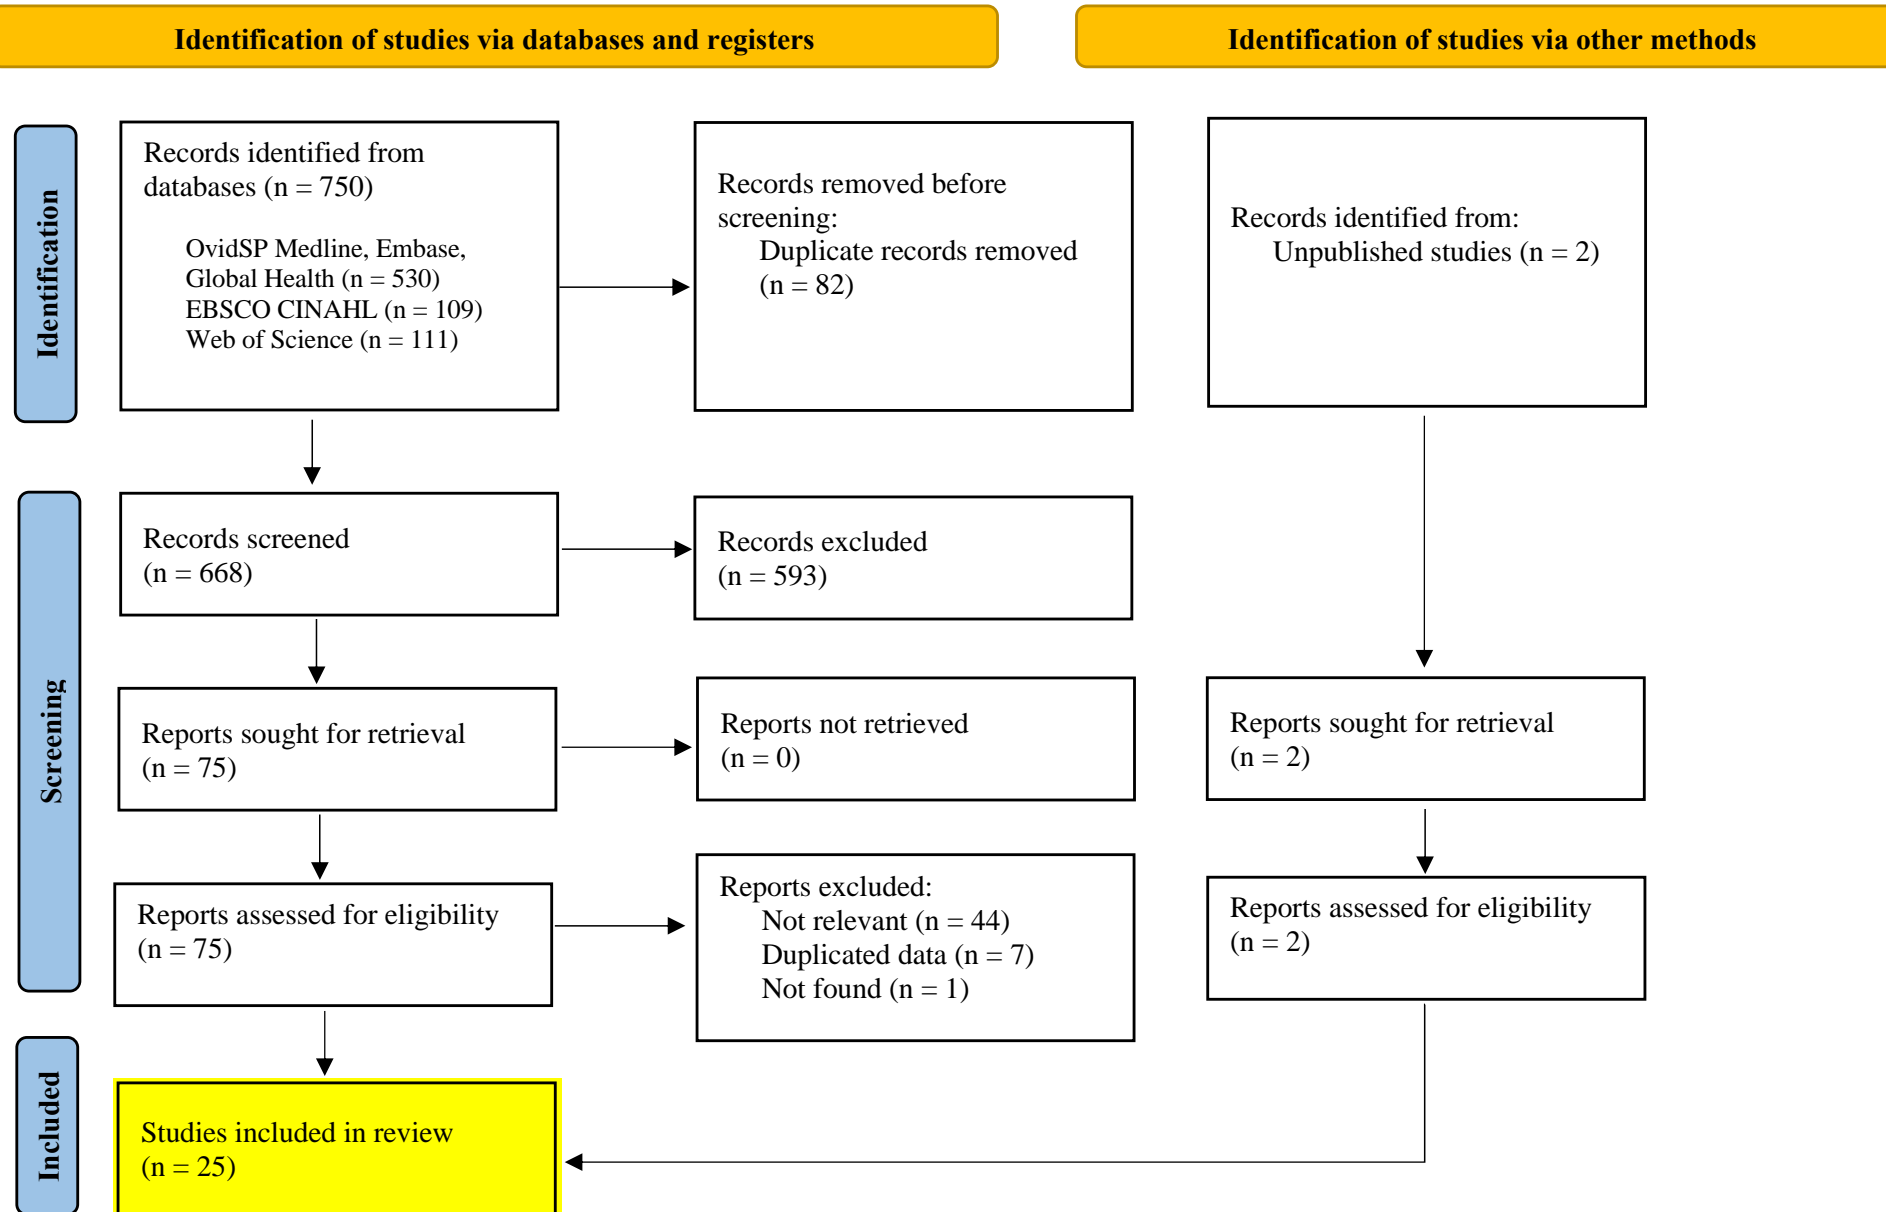 Identification of studies via databases and registers
Identification of studies via other methods
Identification
Records identified from
databases (n = 750)
OvidSP Medline, Embase,
Global Health (n = 530)
EBSCO CINAHL (n = 109)
Web of Science (n = 111)
Records removed before
screening:
Duplicate records removed
(n = 82)
Records identified from:
Unpublished studies (n = 2)
Screening
Records screened
(n = 668)
Records excluded
(n = 593)
Reports sought for retrieval
(n = 75)
Reports not retrieved
(n = 0)
Reports sought for retrieval
(n = 2)
Reports assessed for eligibility
(n = 75)
Reports excluded:
Not relevant (n = 44)
Duplicated data (n = 7)
Not found (n = 1)
Reports assessed for eligibility
(n = 2)
Included
Studies included in review
(n = 25)